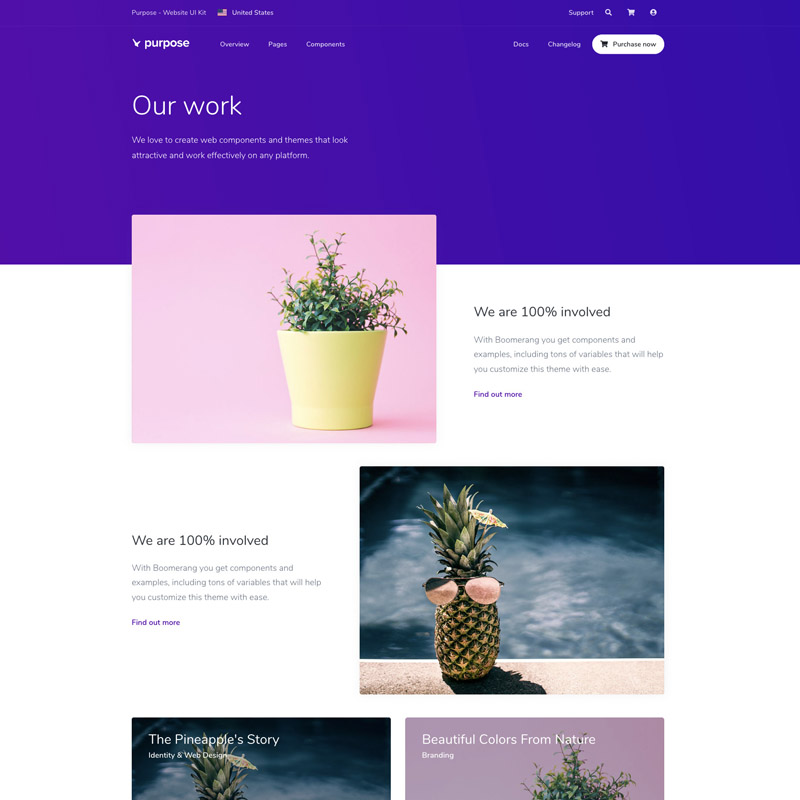 Purpose - Website UI Kit
United States
Support
purpose
Overview
Pages
Components
Docs
Changelog
Purchase now
Our work
We love to create web components and themes that look
attractive and work effectively on any platform.
We are 100% involved
With Boomerang you get components and
examples, including tons of variables that will help
you customize this theme with ease.
Find out more
We are 100% involved
With Boomerang you get components and
examples, including tons of variables that will help
you customize this theme with ease.
Find out more
The Pineapple's Story
Identity & Web Design
Beautiful Colors From Nature
Branding